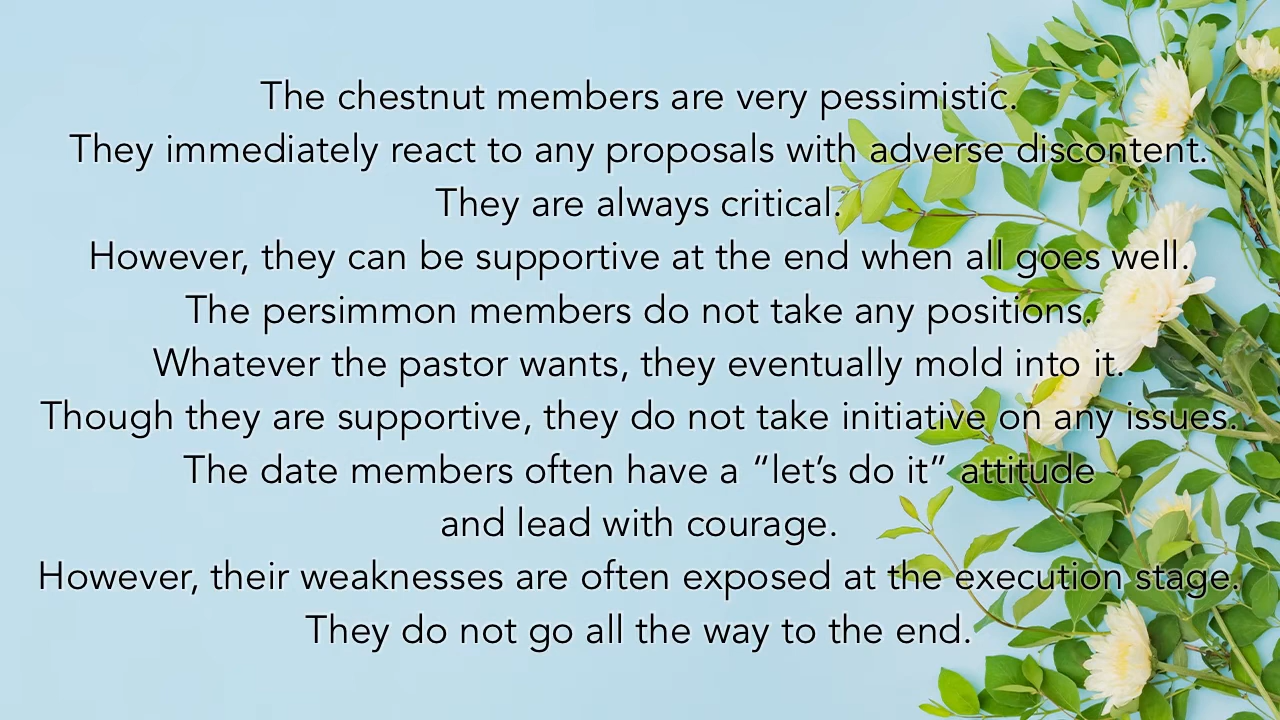 The chestnut members are very pessimistic.
They immediately react to any proposals with adverse discontent.
They are always critical.
However, they can be supportive at the end when all goes well.
The persimmon members do not take any positions.
Whatever the pastor wants, they eventually mold into it.
Though they are supportive, they do not take initiative on any issues.
The date members often have a “let’s do it” attitude
and lead with courage.
However, their weaknesses are often exposed at the execution stage.
They do not go all the way to the end.